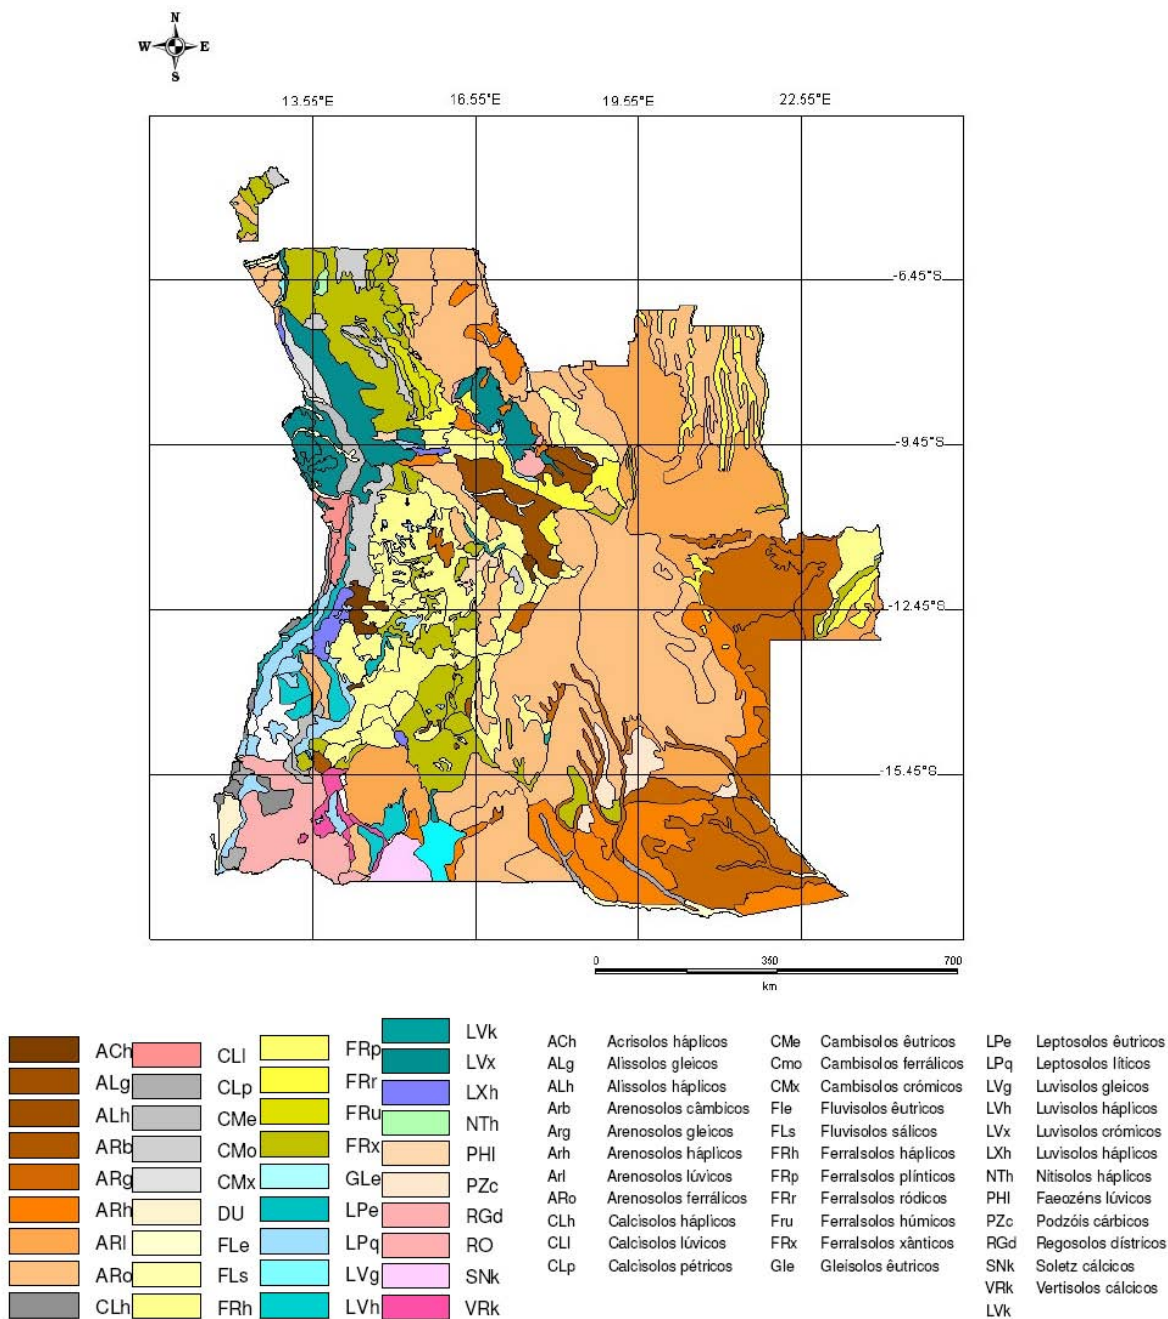 N
W E
S
13.55°E 16.55°E 19.55°E 22.55°E
-6.45°S
-9.45°S
-12.45°S
-15.45°S
0 350 700
km
ACh
ALg
ALh
ARb
ARg
ARh
ARl
ARo
CLh
CLl
CLp
CMe
CMo
CMx
DU
FLe
FLs
FRh
FRp
FRr
FRu
FRx
GLe
LPe
LPq
LVg
LVh
LVk
LVx
LXh
NTh
PHl
PZc
RGd
RO
SNk
VRk
ACh Acrisolos háplicos
ALg Alissolos gleicos
ALh Alissolos háplicos
Arb Arenosolos câmbicos
Arg Arenosolos gleicos
Arh Arenosolos háplicos
Arl Arenosolos lúvicos
ARo Arenosolos ferrálicos
CLh Calcisolos háplicos
CLl Calcisolos lúvicos
CLp Calcisolos pétricos
CMe Cambisolos êutricos
Cmo Cambisolos ferrálicos
CMx Cambisolos crómicos
Fle Fluvisolos êutricos
FLs Fluvisolos sálicos
FRh Ferralsolos háplicos
FRp Ferralsolos plínticos
FRr Ferralsolos ródicos
Fru Ferralsolos húmicos
FRx Ferralsolos xânticos
Gle Gleisolos êutricos
LPe Leptosolos êutricos
LPq Leptosolos líticos
LVg Luvisolos gleicos
LVh Luvisolos háplicos
LVx Luvisolos crómicos
LXh Luvisolos háplicos
NTh Nitisolos háplicos
PHl Faeozéns lúvicos
PZc Podzóis cárbicos
RGd Regosolos dístricos
SNk Soletz cálcicos
VRk Vertisolos cálcicos
LVk